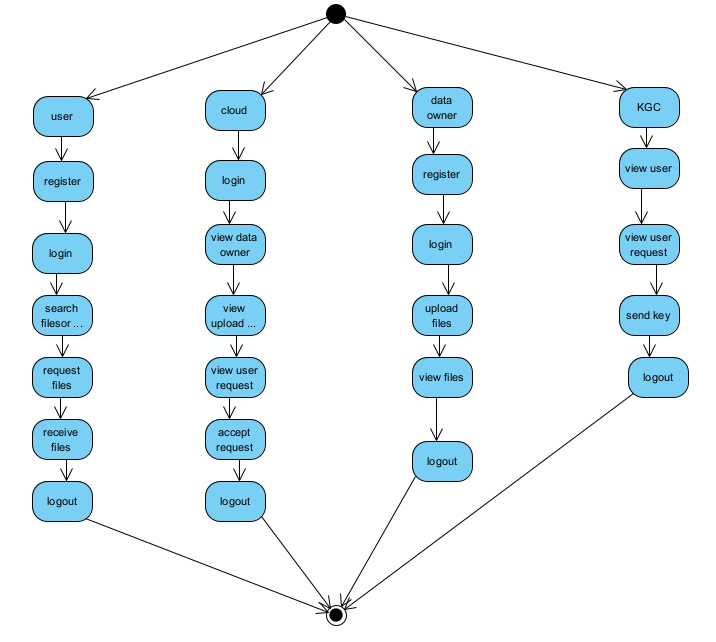 user
register
login
search
filesor ...
request
files
receive
files
logout
cloud
login
view data
owner
view
upload ...
view user
request
accept
request
logout
data
owner
register
login
upload
files
view files
logout
KGC
view user
view user
request
send key
logout